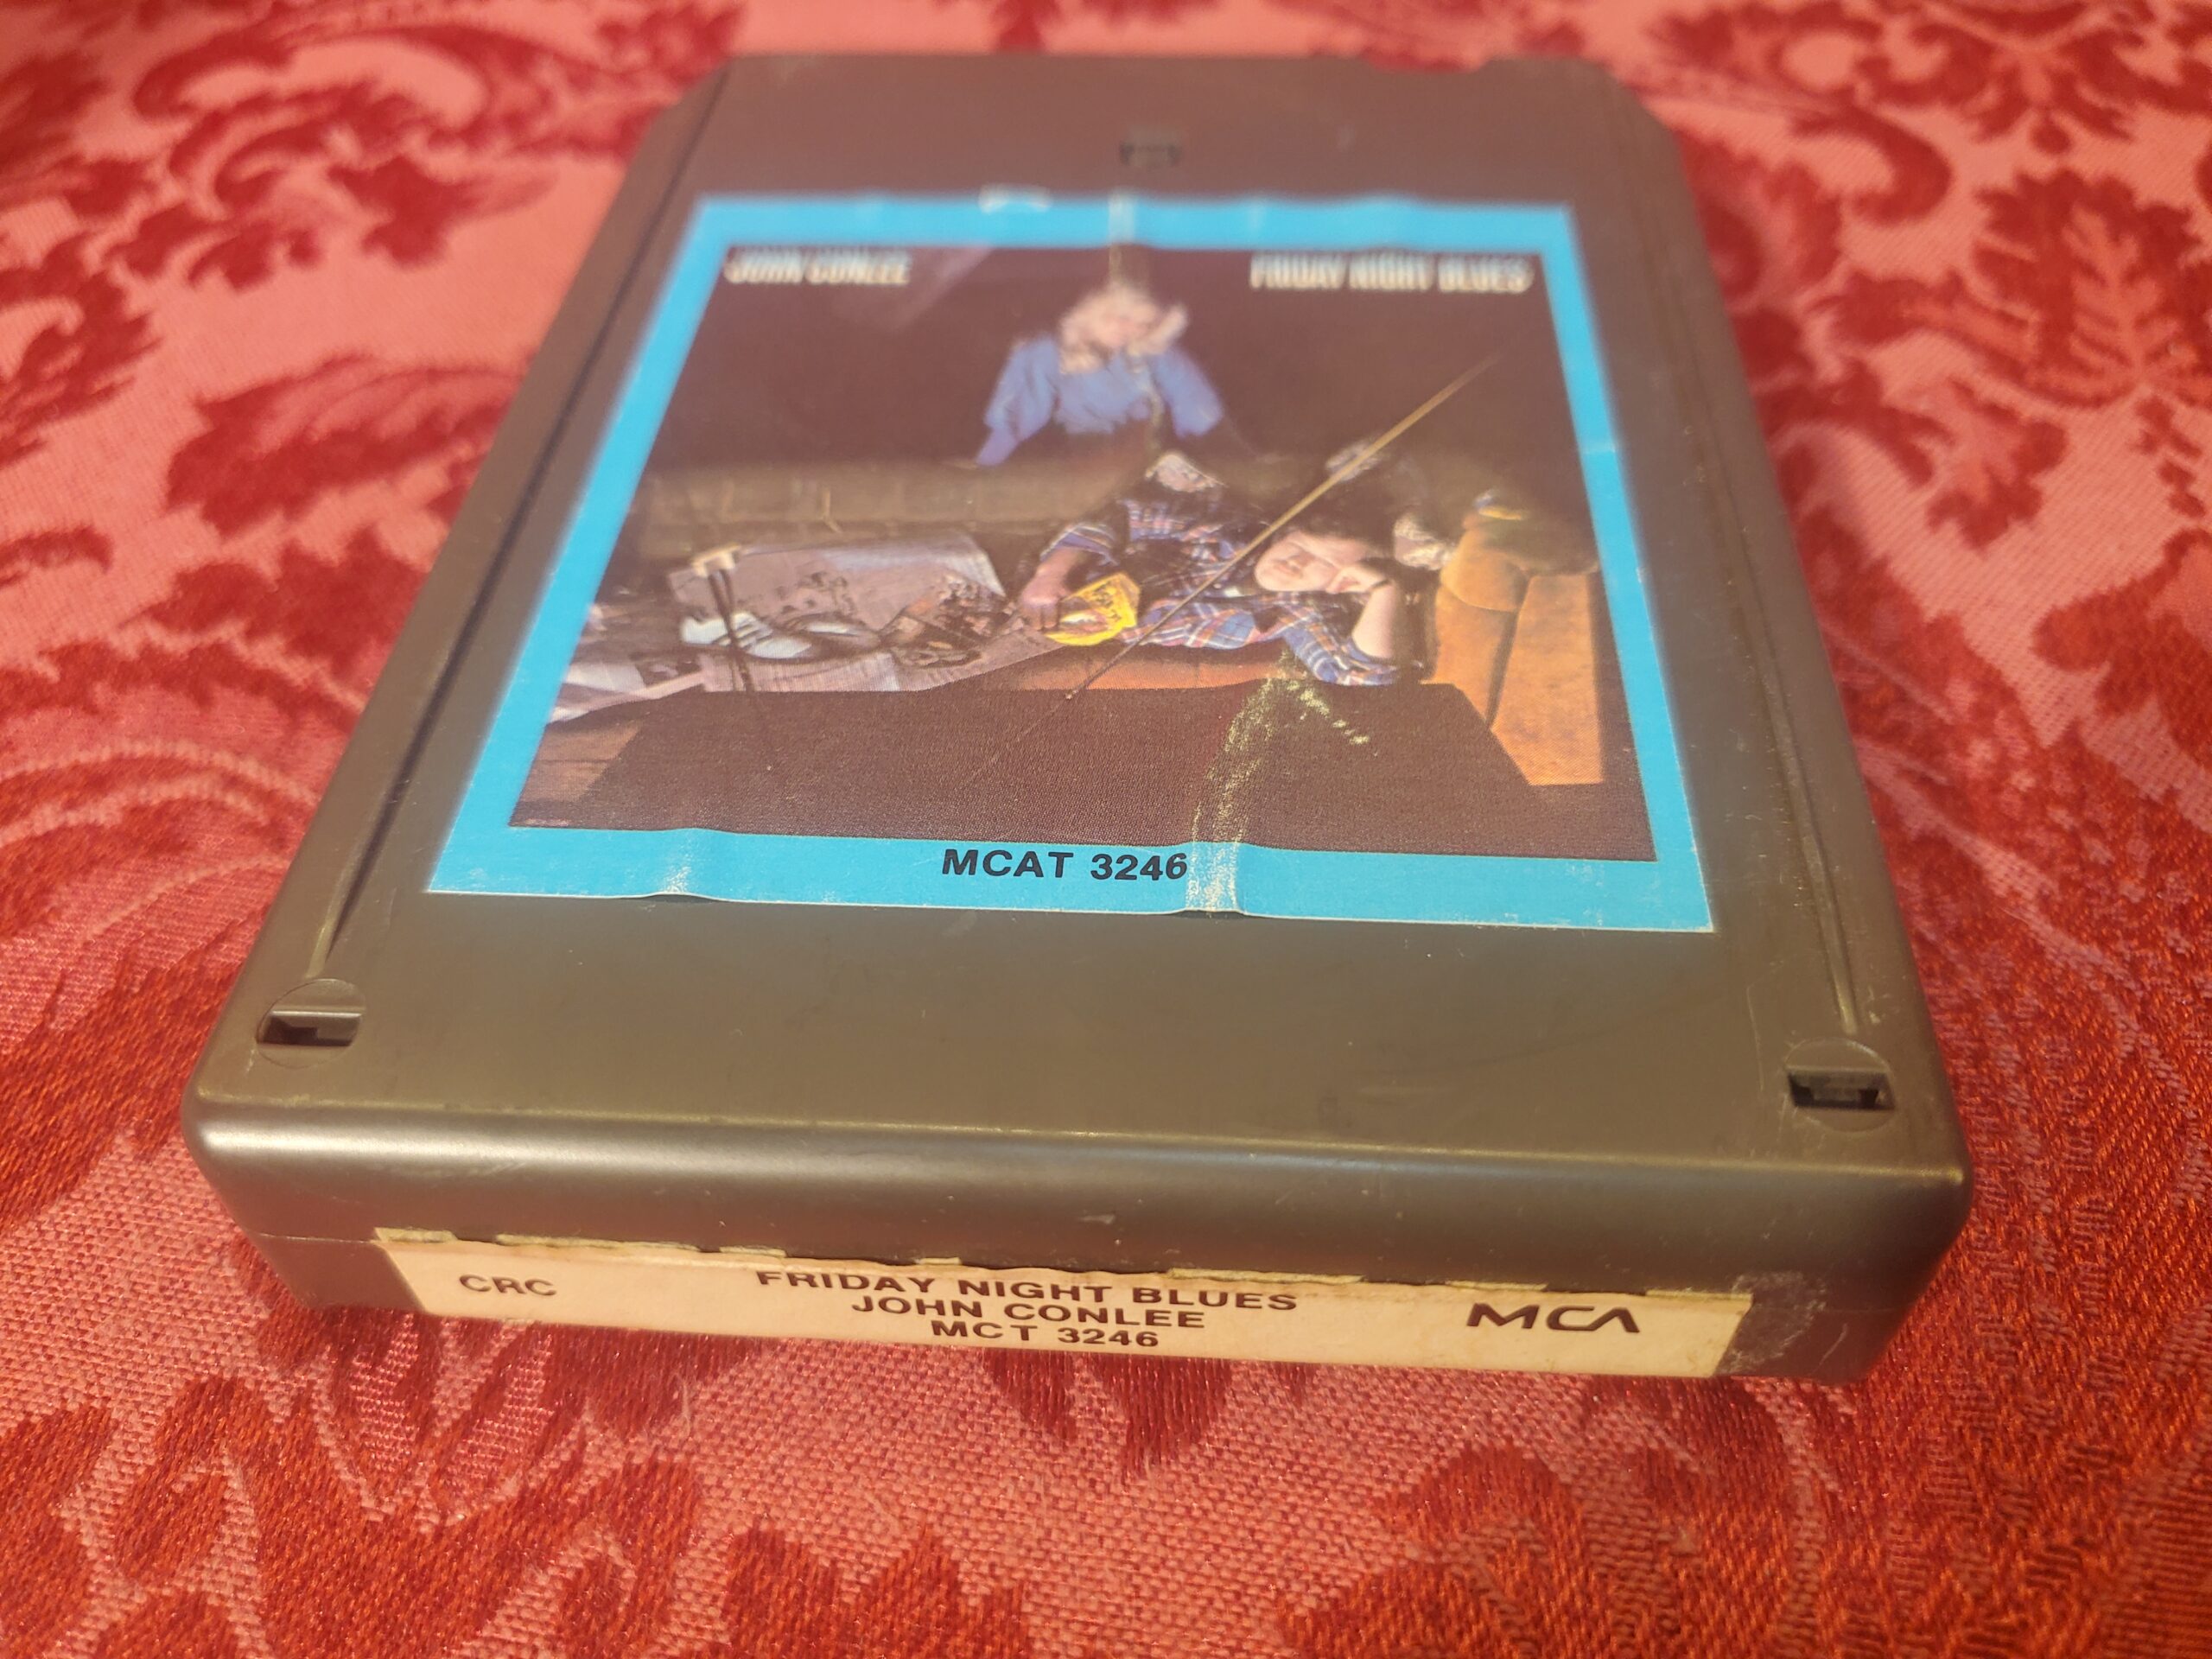 JOHN CONLEE
FRIDAY NIGHT BLUES
MCAT 3246
CRC
FRIDAY NIGHT BLUES
JOHN CONLEE
MCT 3246
MCA